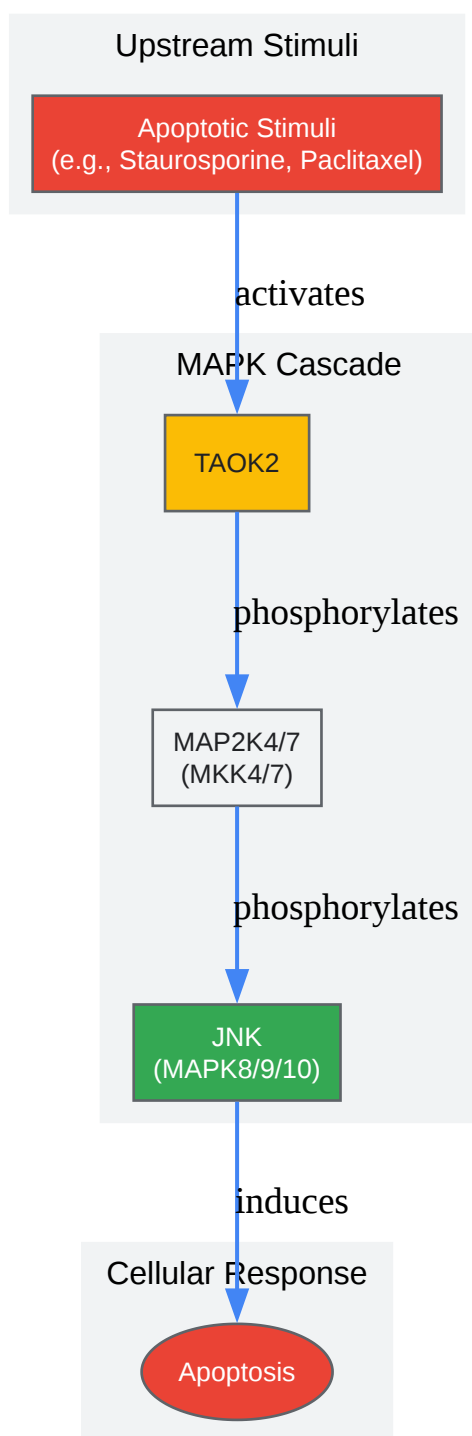 Upstream Stimuli
Apoptotic Stimuli
(e.g., Staurosporine, Paclitaxel)
activates
MAPK Cascade
TAOK2
phosphorylates
MAP2K4/7
(MKK4/7)
phosphorylates
JNK
(MAPK8/9/10)
induces
Cellular Response
Apoptosis